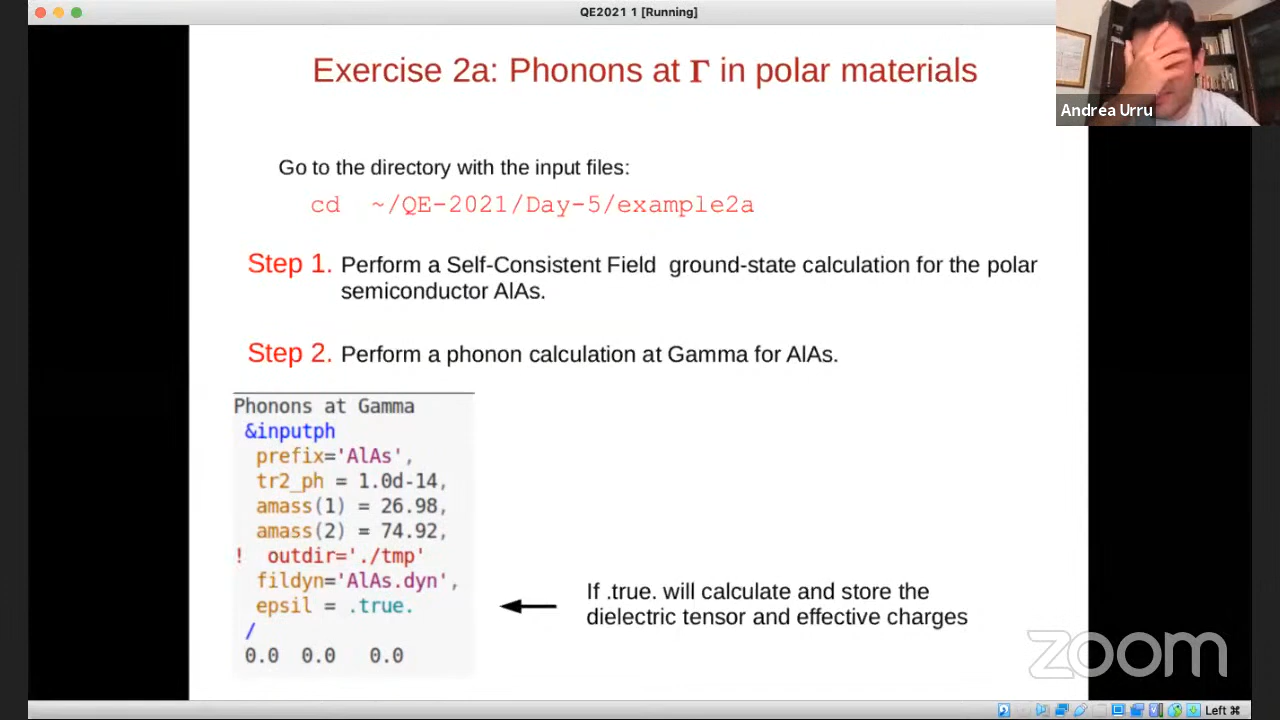 QE2021 1 [Running]
Exercise 2a: Phonons at Γ in polar materials
Andrea Urru
Go to the directory with the input files:
cd ~/QE-2021/Day-5/example2a
Step 1. Perform a Self-Consistent Field ground-state calculation for the polar
semiconductor AlAs.
Step 2. Perform a phonon calculation at Gamma for AlAs.
Phonons at Gamma
&inputph
prefix='AlAs',
tr2_ph = 1.0d-14,
amass(1) = 26.98,
amass(2) = 74.92,
! outdir='./tmp'
fildyn='AlAs.dyn',
epsil = .true.
/
0.0 0.0 0.0
If .true. will calculate and store the
dielectric tensor and effective charges
zoom
Left ⌘